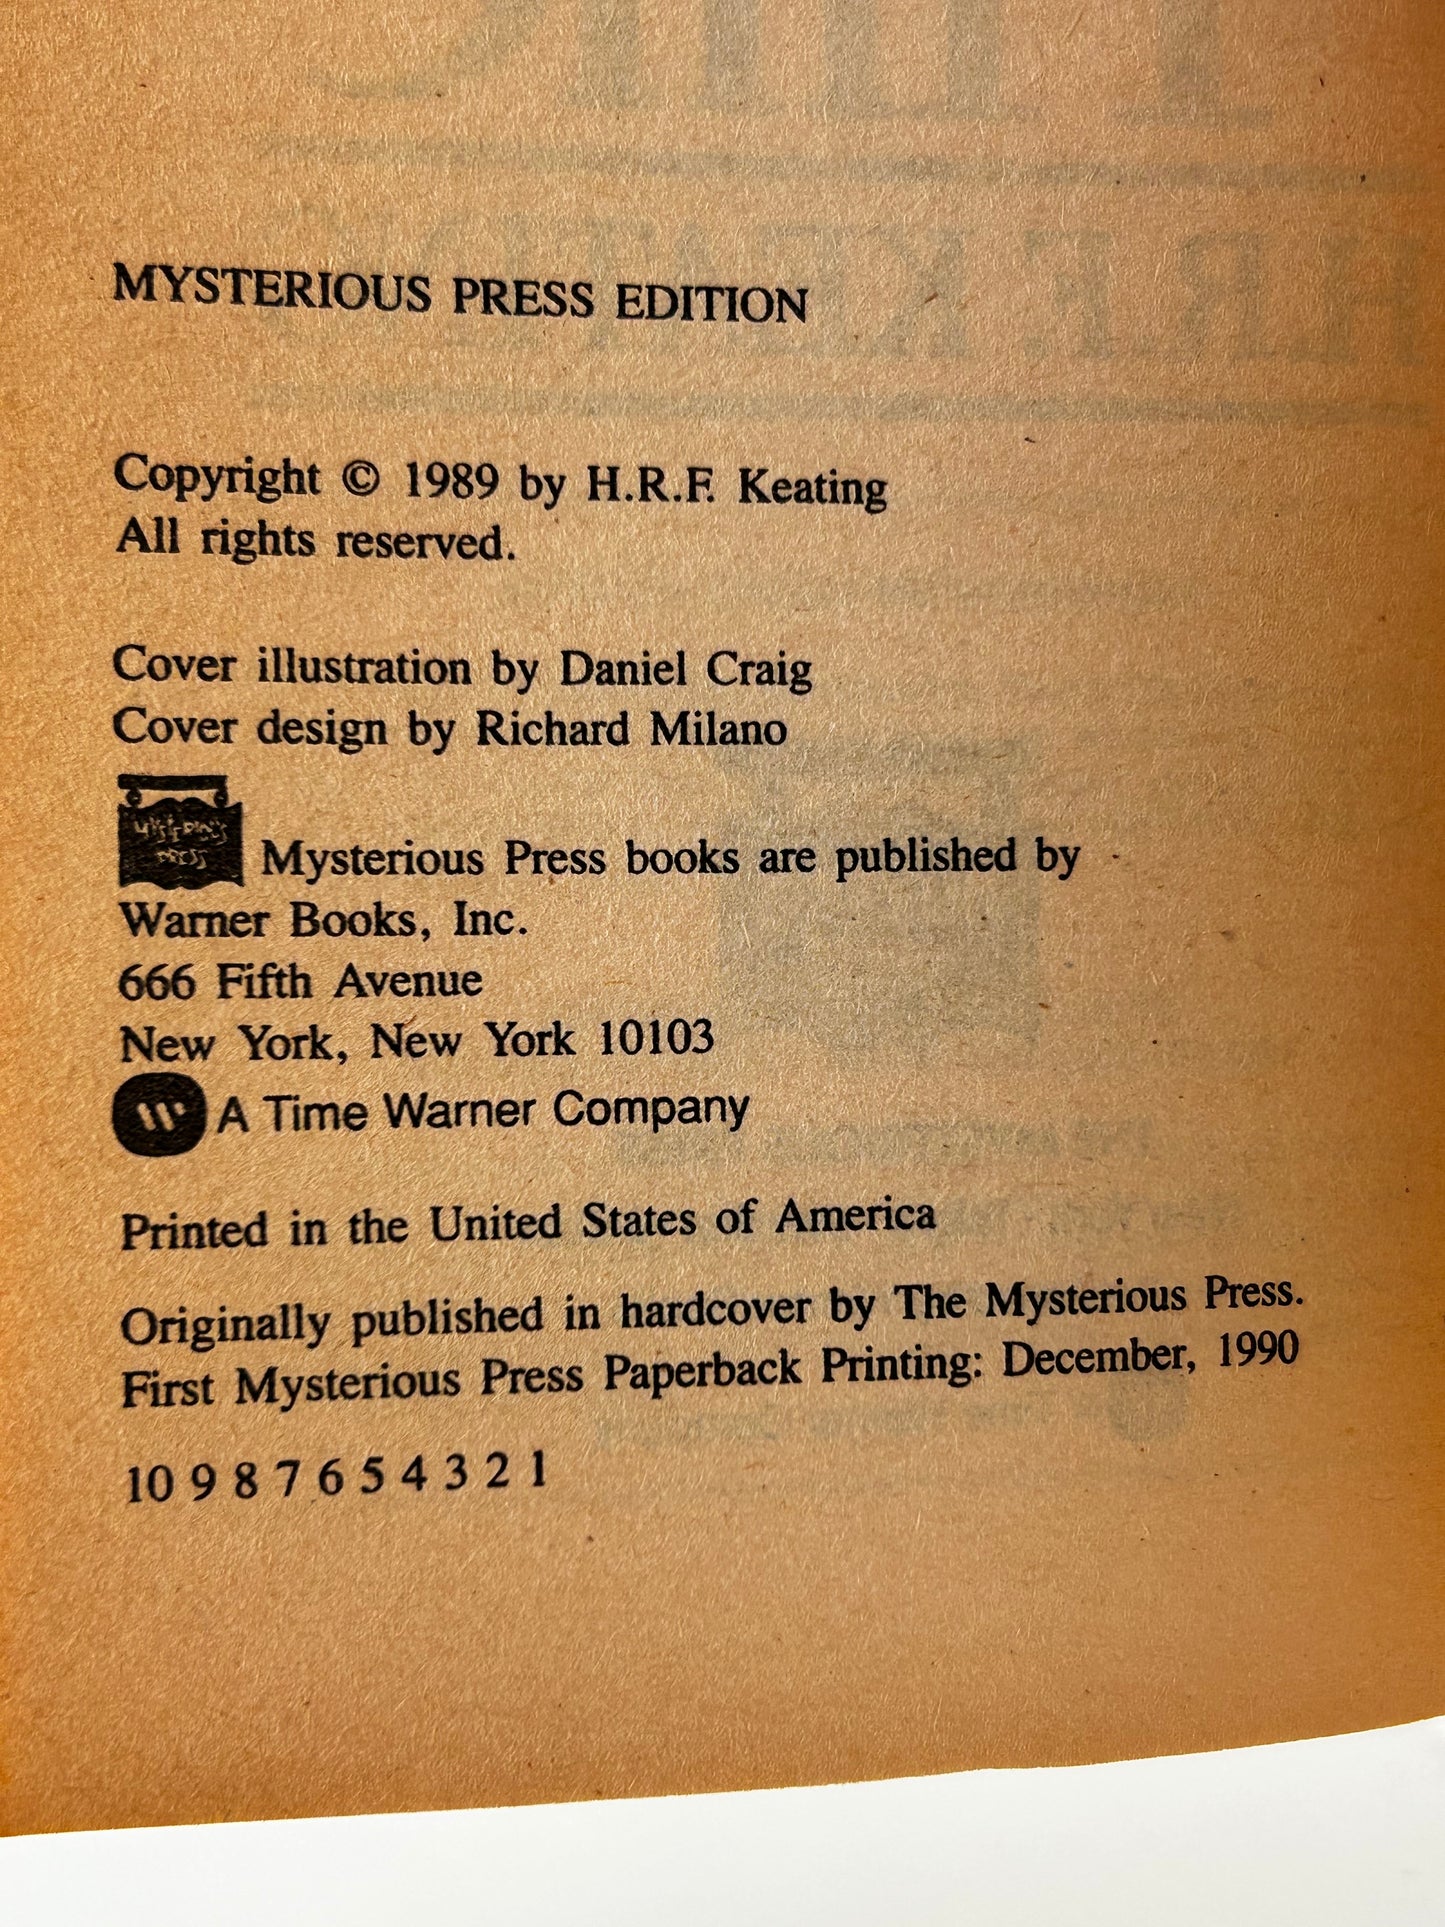 MYSTERIOUS PRESS EDITION
Copyright © 1989 by H.R.F. Keating
All rights reserved.
Cover illustration by Daniel Craig
Cover design by Richard Milano
Mysterious Press books are published by
Warner Books, Inc.
666 Fifth Avenue
New York, New York 10103
A Time Warner Company
Printed in the United States of America
Originally published in hardcover by The Mysterious Press.
First Mysterious Press Paperback Printing: December, 1990
10 9 8 7 6 5 4 3 2 1